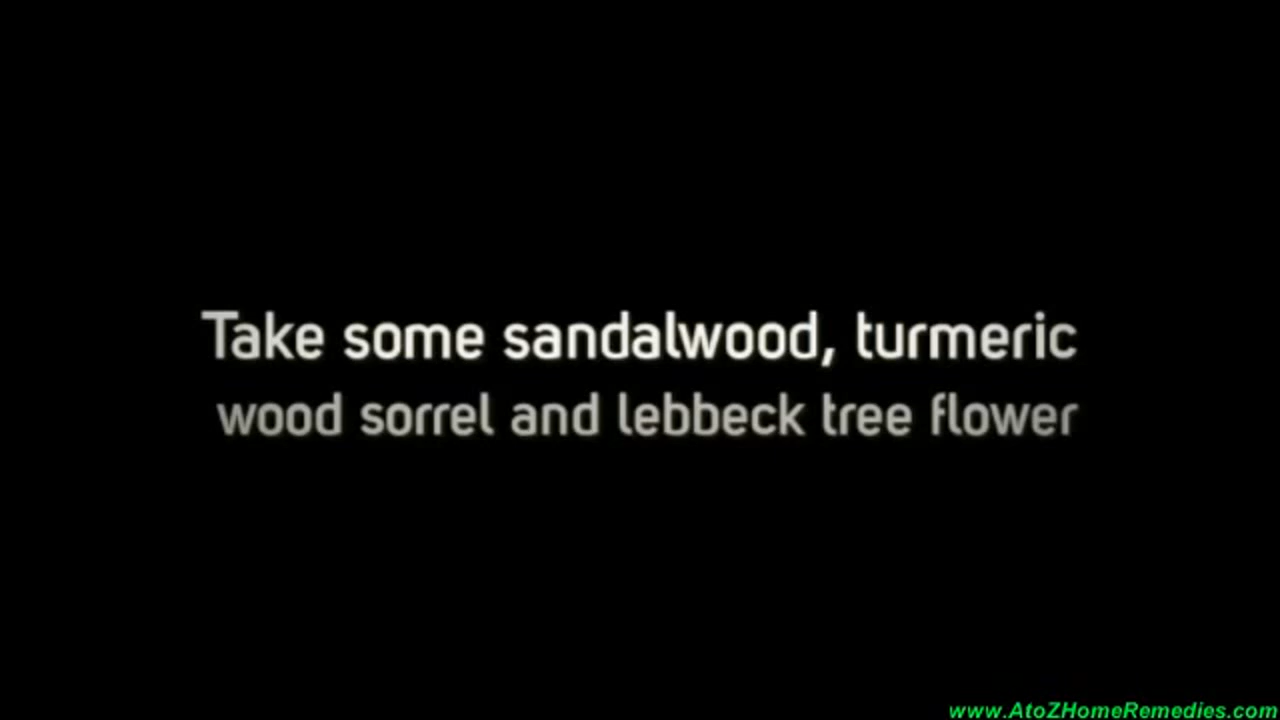 Take some sandalwood, turmeric
wood sorrel and lebbeck tree flower
www.AtoZHomeRemedies.com